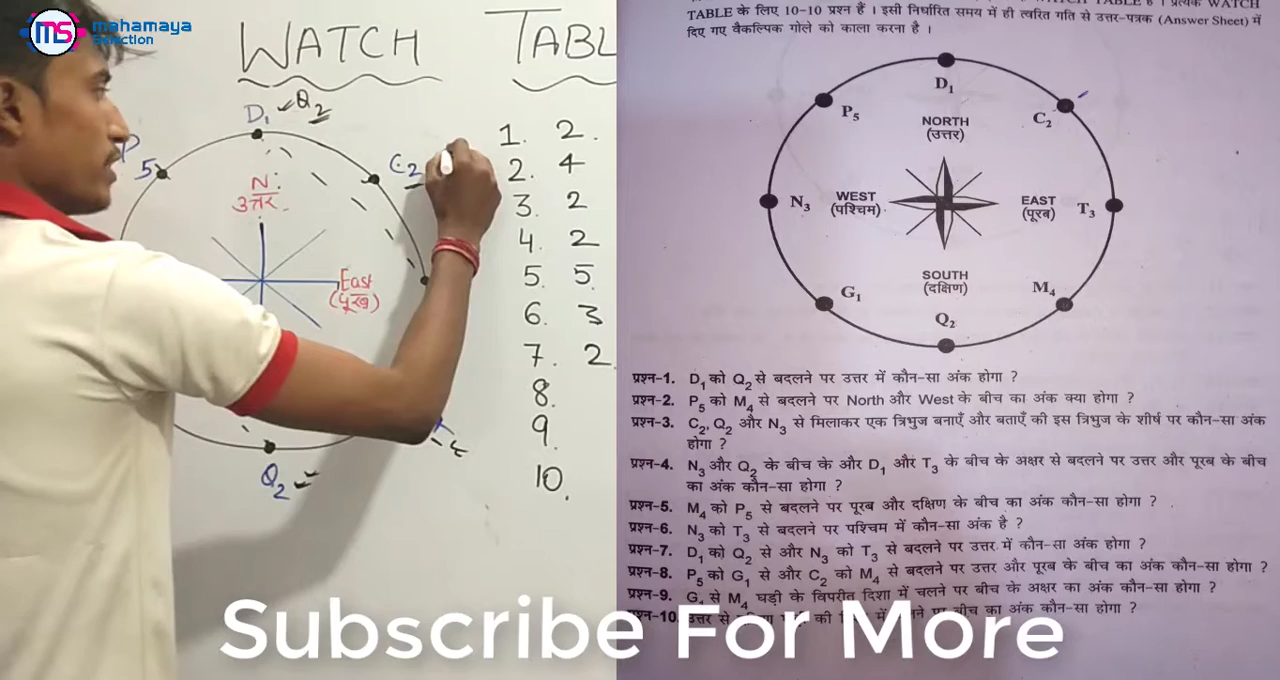 mahamaya
Selection
WATCH
TABL
D₁ Q₂
P
5
C₂
N
उत्तर
East
(पूरब)
Q₂
1. 2.
2. 4
3. 2
4. 2
5. 5.
6. 3
7. 2
8.
9.
10.
WATCH
TABLE के लिए 10-10 प्रश्न हैं । इसी निर्धारित समय में ही त्वरित गति से उत्तर-पत्रक (Answer Sheet) में
दिए गए वैकल्पिक गोले को काला करना है ।
D₁
P₅
C₂
NORTH
(उत्तर)
N₃
WEST
(पश्चिम)
EAST
(पूरब)
T₃
SOUTH
(दक्षिण)
G₁
M₄
Q₂
प्रश्न-1. D₁ को Q₂ से बदलने पर उत्तर में कौन-सा अंक होगा ?
प्रश्न-2. P₅ को M₄ से बदलने पर North और West के बीच का अंक क्या होगा ?
प्रश्न-3. C₂, Q₂ और N₃ से मिलाकर एक त्रिभुज बनाएँ और बताएँ की इस त्रिभुज के शीर्ष पर कौन-सा अंक
होगा ?
प्रश्न-4. N₃ और Q₂ के बीच के और D₁ और T₃ के बीच के अक्षर से बदलने पर उत्तर और पूरब के बीच
का अंक कौन-सा होगा ?
प्रश्न-5. M₄ को P₅ से बदलने पर पूरब और दक्षिण के बीच का अंक कौन-सा होगा ?
प्रश्न-6. N₃ को T₃ से बदलने पर पश्चिम में कौन-सा अंक है ?
प्रश्न-7. D₁ को Q₂ से और N₃ को T₃ से बदलने पर उत्तर में कौन-सा अंक होगा ?
प्रश्न-8. P₅ को G₁ से और C₂ को M₄ से बदलने पर उत्तर और पूरब के बीच का अंक कौन-सा होगा ?
प्रश्न-9. G₁ से M₄ घड़ी के विपरीत दिशा में चलने पर बीच के अक्षर का अंक कौन-सा होगा ?
प्रश्न-10. उत्तर से की में पर बीच का अंक कौन-सा होगा ?
Subscribe For More